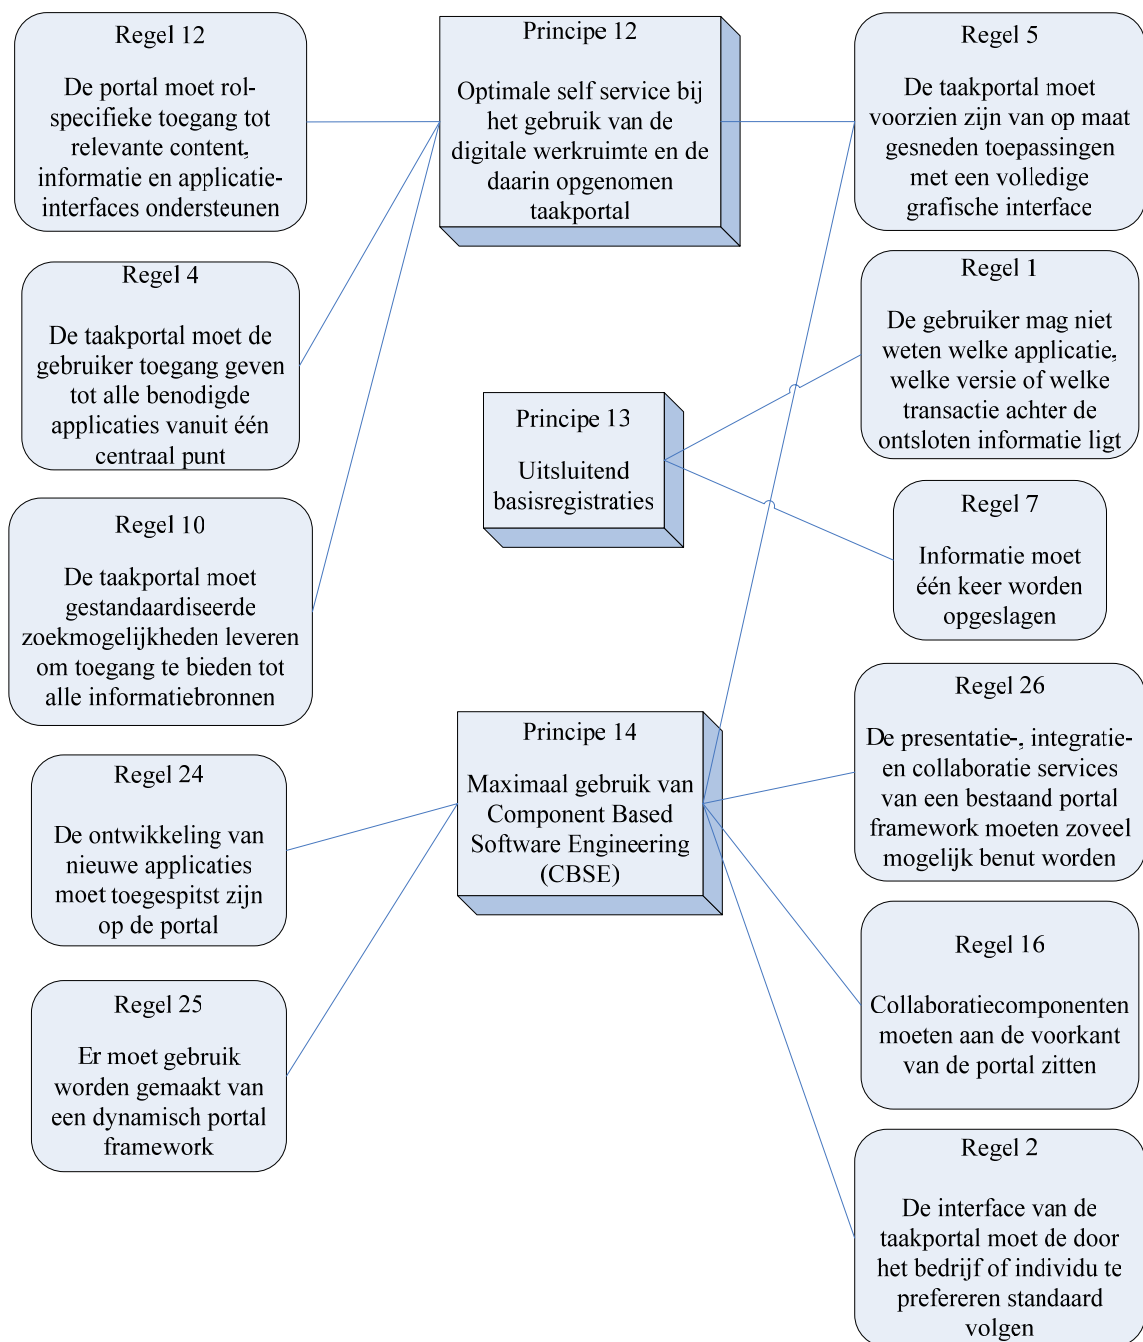 Regel 12
De portal moet rol-
specifieke toegang tot
relevante content,
informatie en applicatie-
interfaces ondersteunen
Principe 12
Optimale self service bij
het gebruik van de
digitale werkruimte en de
daarin opgenomen
taakportal
Regel 5
De taakportal moet
voorzien zijn van op maat
gesneden toepassingen
met een volledige
grafische interface
Regel 4
De taakportal moet de
gebruiker toegang geven
tot alle benodigde
applicaties vanuit één
centraal punt
Regel 1
De gebruiker mag niet
weten welke applicatie,
welke versie of welke
transactie achter de
ontsloten informatie ligt
Principe 13
Uitsluitend
basisregistraties
Regel 7
Informatie moet
één keer worden
opgeslagen
Regel 10
De taakportal moet
gestandaardiseerde
zoekmogelijkheden leveren
om toegang te bieden tot
alle informatiebronnen
Regel 26
De presentatie-, integratie-
en collaboratie services
van een bestaand portal
framework moeten zoveel
mogelijk benut worden
Principe 14
Maximaal gebruik van
Component Based
Software Engineering
(CBSE)
Regel 24
De ontwikkeling van
nieuwe applicaties
moet toegespitst zijn
op de portal
Regel 16
Collaboratiecomponenten
moeten aan de voorkant
van de portal zitten
Regel 25
Er moet gebruik
worden gemaakt van
een dynamisch portal
framework
Regel 2
De interface van de
taakportal moet de door
het bedrijf of individu te
prefereren standaard
volgen